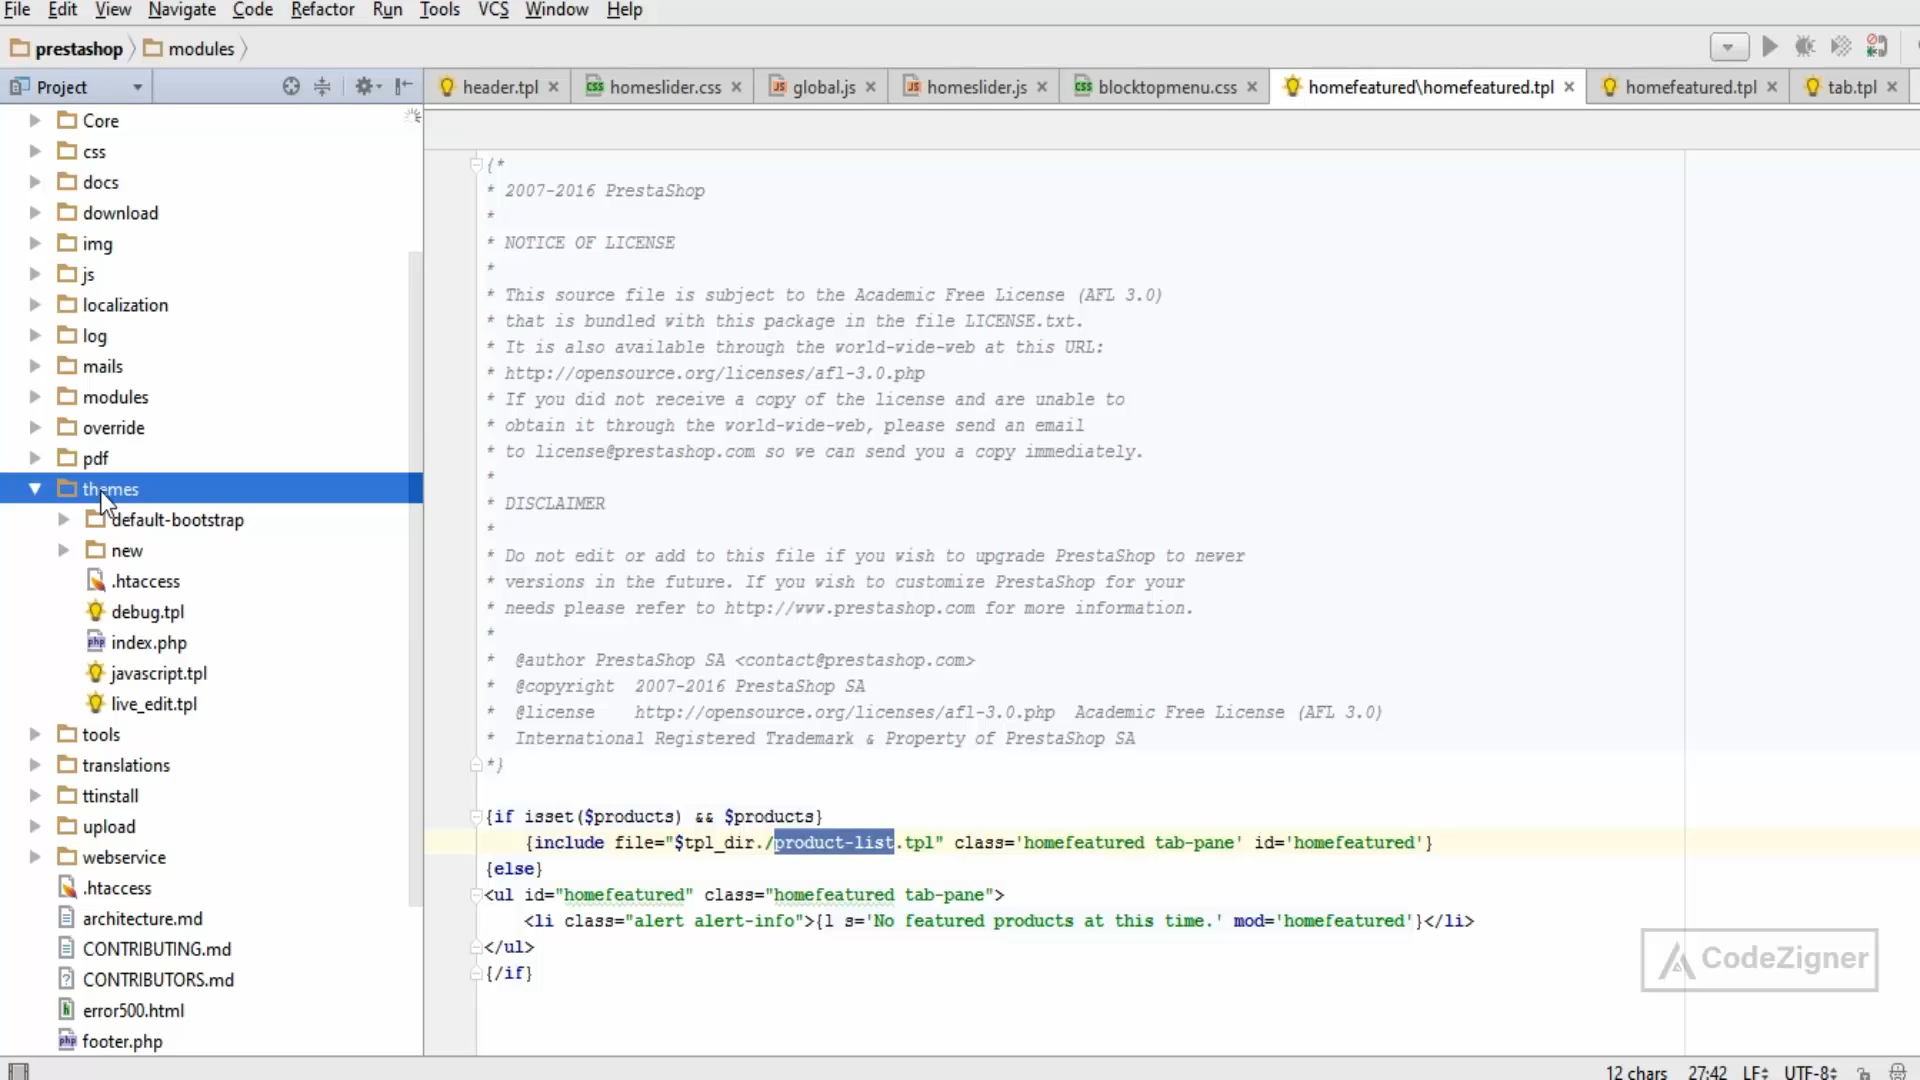 File Edit View Navigate Code Refactor Run Tools VCS Window Help
prestashop modules
Project
header.tpl homeslider.css global.js homeslider.js blocktopmenu.css homefeatured\homefeatured.tpl homefeatured.tpl tab.tpl
Core
css
docs
download
img
js
localization
log
mails
modules
override
pdf
themes
default-bootstrap
new
.htaccess
debug.tpl
index.php
javascript.tpl
live_edit.tpl
tools
translations
ttinstall
upload
webservice
.htaccess
architecture.md
CONTRIBUTING.md
CONTRIBUTORS.md
error500.html
footer.php
{*
* 2007-2016 PrestaShop
*
* NOTICE OF LICENSE
*
* This source file is subject to the Academic Free License (AFL 3.0)
* that is bundled with this package in the file LICENSE.txt.
* It is also available through the world-wide-web at this URL:
* http://opensource.org/licenses/afl-3.0.php
* If you did not receive a copy of the license and are unable to
* obtain it through the world-wide-web, please send an email
* to license@prestashop.com so we can send you a copy immediately.
*
* DISCLAIMER
*
* Do not edit or add to this file if you wish to upgrade PrestaShop to newer
* versions in the future. If you wish to customize PrestaShop for your
* needs please refer to http://www.prestashop.com for more information.
*
*  @author PrestaShop SA <contact@prestashop.com>
*  @copyright  2007-2016 PrestaShop SA
*  @license    http://opensource.org/licenses/afl-3.0.php  Academic Free License (AFL 3.0)
*  International Registered Trademark & Property of PrestaShop SA
*}
{if isset($products) && $products}
{include file="$tpl_dir./product-list.tpl" class='homefeatured tab-pane' id='homefeatured'}
{else}
<ul id="homefeatured" class="homefeatured tab-pane">
<li class="alert alert-info">{l s='No featured products at this time.' mod='homefeatured'}</li>
</ul>
{/if}
CodeZigner
12 chars 27:42 LF UTF-8